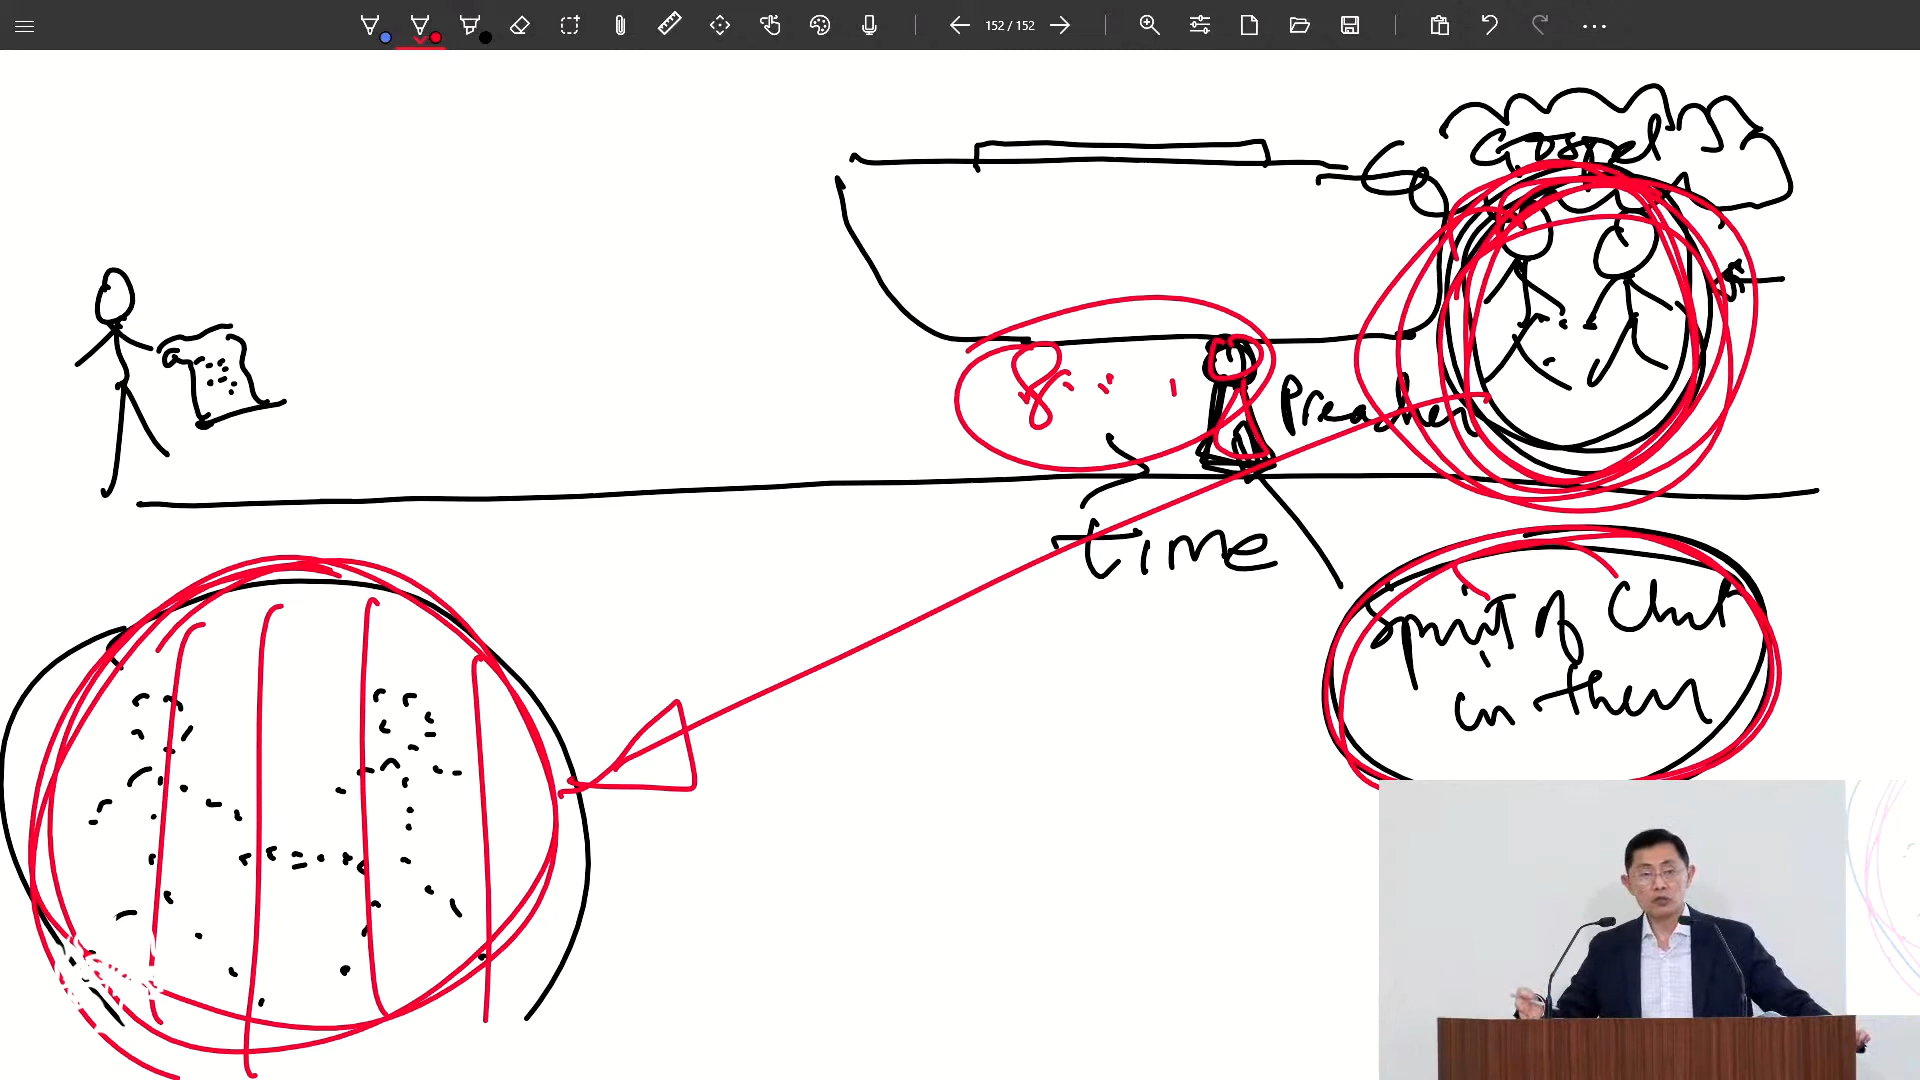 152 / 152
Gospel
Preacher
time
Spirit of Christ
in them